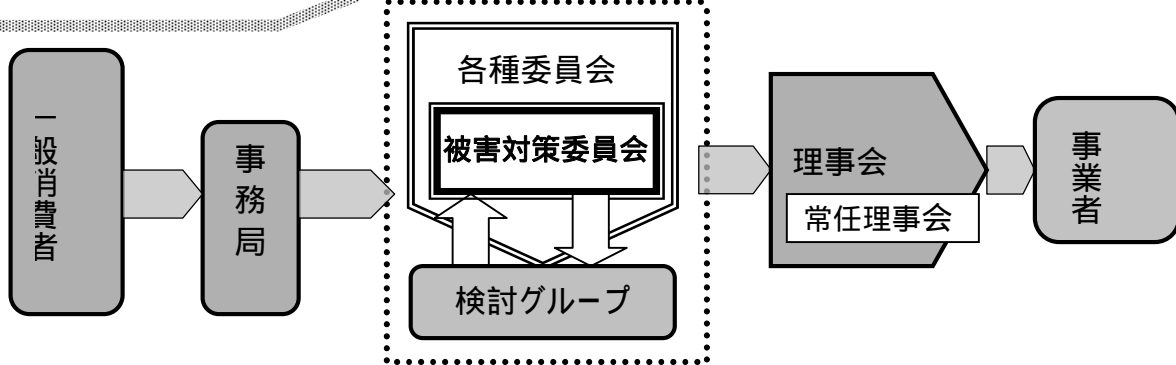 一般消費者
事務局
各種委員会
被害対策委員会
検討グループ
理事会
常任理事会
事業者